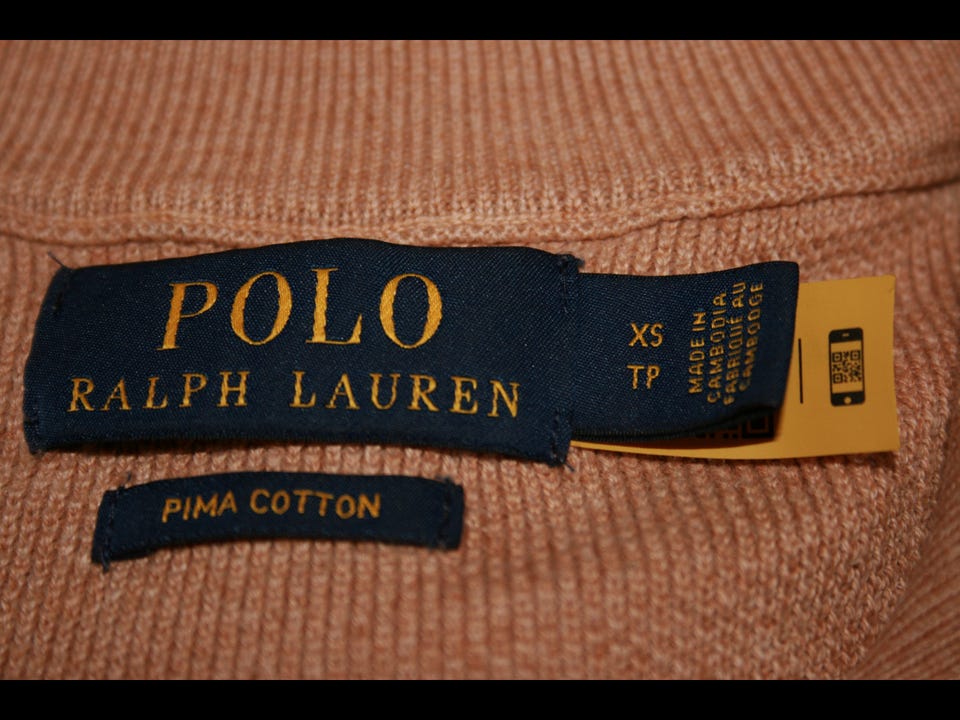 POLO
RALPH LAUREN
XS
TP
MADE IN
CAMBODIA
FABRIQUÉ AU
CAMBODGE
PIMA COTTON